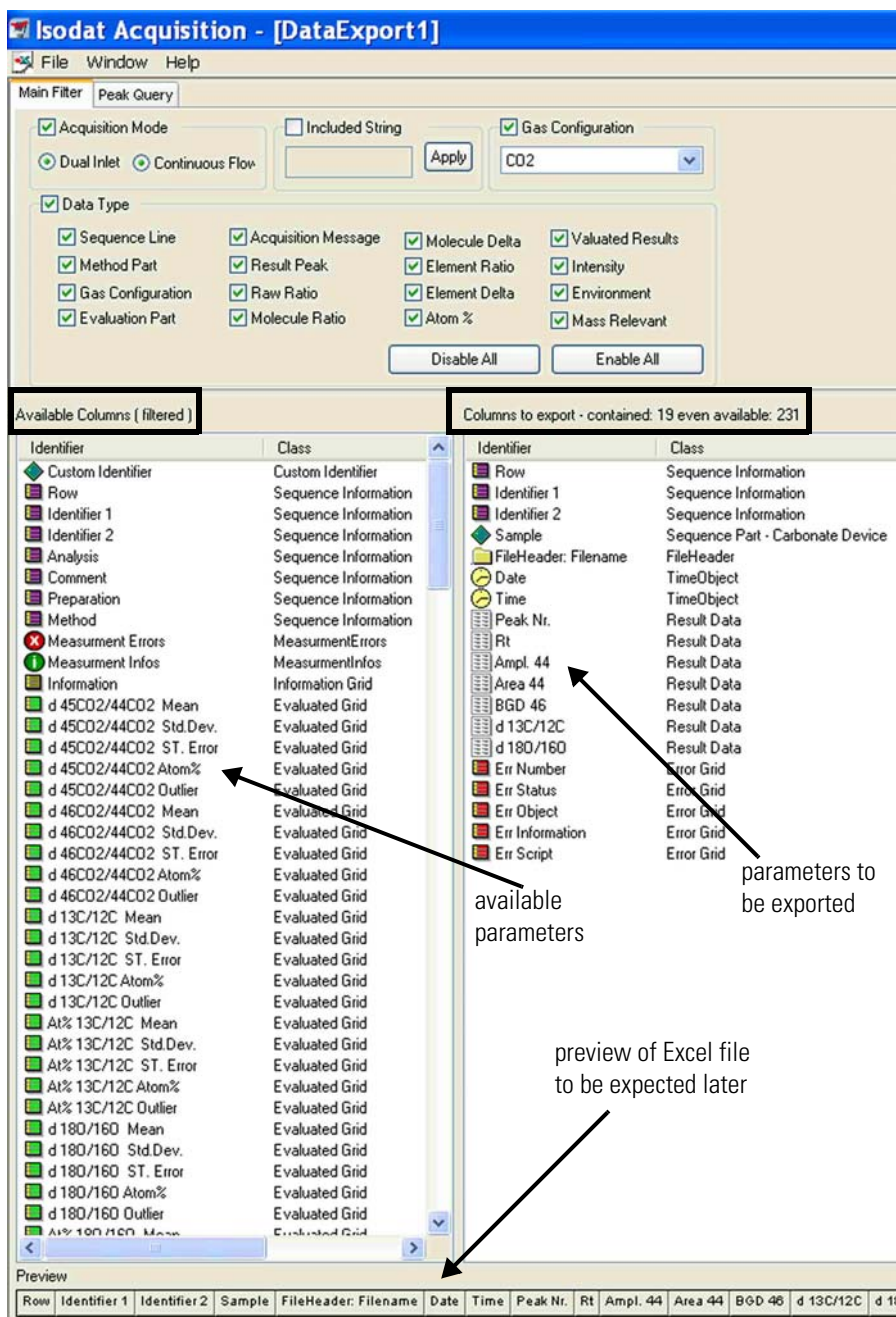 Isodat Acquisition - [DataExport1]
File Window Help
Main Filter Peak Query
Acquisition Mode
Included String
Gas Configuration
Dual Inlet Continuous Flow
Apply
CO2
Data Type
Sequence Line Acquisition Message Molecule Delta Valuated Results
Method Part Result Peak Element Ratio Intensity
Gas Configuration Raw Ratio Element Delta Environment
Evaluation Part Molecule Ratio Atom % Mass Relevant
Disable All Enable All
Available Columns ( filtered )
Identifier Class
Custom Identifier Custom Identifier
Row Sequence Information
Identifier 1 Sequence Information
Identifier 2 Sequence Information
Analysis Sequence Information
Comment Sequence Information
Preparation Sequence Information
Method Sequence Information
Measurment Errors MeasurmentErrors
Measurment Infos MeasurmentInfos
Information Information Grid
d 45CO2/44CO2 Mean Evaluated Grid
d 45CO2/44CO2 Std.Dev. Evaluated Grid
d 45CO2/44CO2 ST. Error Evaluated Grid
d 45CO2/44CO2 Atom% Evaluated Grid
d 45CO2/44CO2 Outlier Evaluated Grid
d 46CO2/44CO2 Mean Evaluated Grid
d 46CO2/44CO2 Std.Dev. Evaluated Grid
d 46CO2/44CO2 ST. Error Evaluated Grid
d 46CO2/44CO2 Atom% Evaluated Grid
d 46CO2/44CO2 Outlier Evaluated Grid
d 13C/12C Mean Evaluated Grid
d 13C/12C Std.Dev. Evaluated Grid
d 13C/12C ST. Error Evaluated Grid
d 13C/12C Atom% Evaluated Grid
d 13C/12C Outlier Evaluated Grid
At% 13C/12C Mean Evaluated Grid
At% 13C/12C Std.Dev. Evaluated Grid
At% 13C/12C ST. Error Evaluated Grid
At% 13C/12C Atom% Evaluated Grid
At% 13C/12C Outlier Evaluated Grid
d 18O/16O Mean Evaluated Grid
d 18O/16O Std.Dev. Evaluated Grid
d 18O/16O ST. Error Evaluated Grid
d 18O/16O Atom% Evaluated Grid
d 18O/16O Outlier Evaluated Grid
At% 18O/16O Mean Evaluated Grid
Columns to export - contained: 19 even available: 231
Identifier Class
Row Sequence Information
Identifier 1 Sequence Information
Identifier 2 Sequence Information
Sample Sequence Part - Carbonate Device
FileHeader: Filename FileHeader
Date TimeObject
Time TimeObject
Peak Nr. Result Data
Rt Result Data
Ampl. 44 Result Data
Area 44 Result Data
BGD 46 Result Data
d 13C/12C Result Data
d 18O/16O Result Data
Err Number Error Grid
Err Status Error Grid
Err Object Error Grid
Err Information Error Grid
Err Script Error Grid
parameters to
be exported
available
parameters
preview of Excel file
to be expected later
Preview
Row Identifier 1 Identifier 2 Sample FileHeader: Filename Date Time Peak Nr. Rt Ampl. 44 Area 44 BGD 46 d 13C/12C d 18